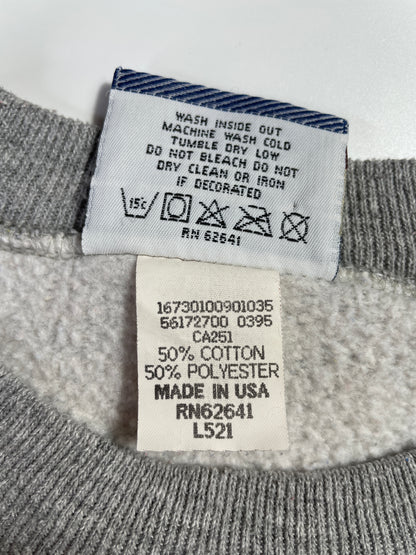 WASH INSIDE OUT
MACHINE WASH COLD
TUMBLE DRY LOW
DO NOT BLEACH DO NOT
DRY CLEAN OR IRON
IF DECORATED
15°c
RN 62641
16730100901035
56172700 0395
CA251
50% COTTON
50% POLYESTER
MADE IN USA
RN62641
L521